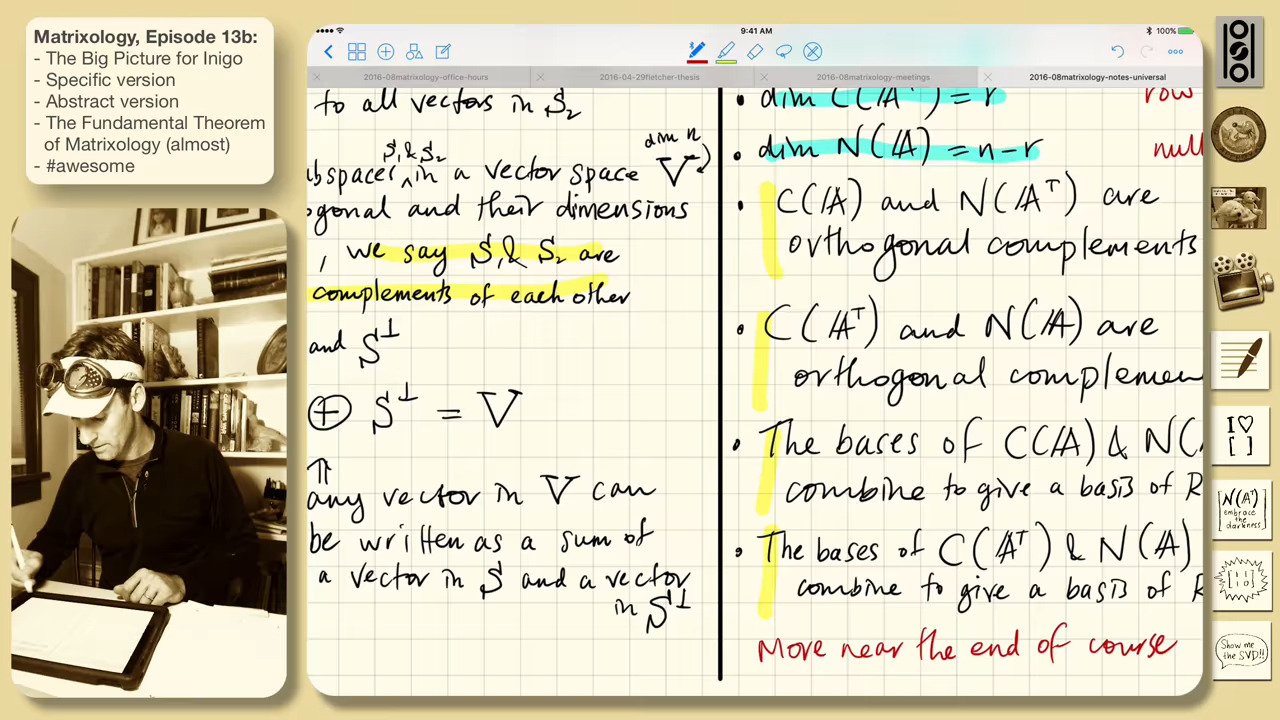 Matrixology, Episode 13b:
- The Big Picture for Inigo
- Specific version
- Abstract version
- The Fundamental Theorem
of Matrixology (almost)
- #awesome
9:41 AM
100%
2016-08matrixology-office-hours
2016-04-29fletcher-thesis
2016-08matrixology-meetings
2016-08matrixology-notes-universal
to all vectors in S₂
S₁ & S₂
dim n
bspaces ^ in a vector space V
ogonal and their dimensions
, we say S₁ & S₂ are
complements of each other
and S⊥
⊕ S⊥ = V
⇑
any vector in V can
be written as a sum of
a vector in S and a vector
in S⊥
• dim C(Aᵀ) = r row
• dim N(A) = n-r null
• C(A) and N(Aᵀ) are
orthogonal complements
• C(Aᵀ) and N(A) are
orthogonal complemen
• The bases of C(A) & N(
combine to give a basis of R
• The bases of C(Aᵀ) & N(A)
combine to give a basis of R
More near the end of course
I ♡
[ ]
N(Aᵀ)
embrace
the
darkness
Show me
the SVD!!